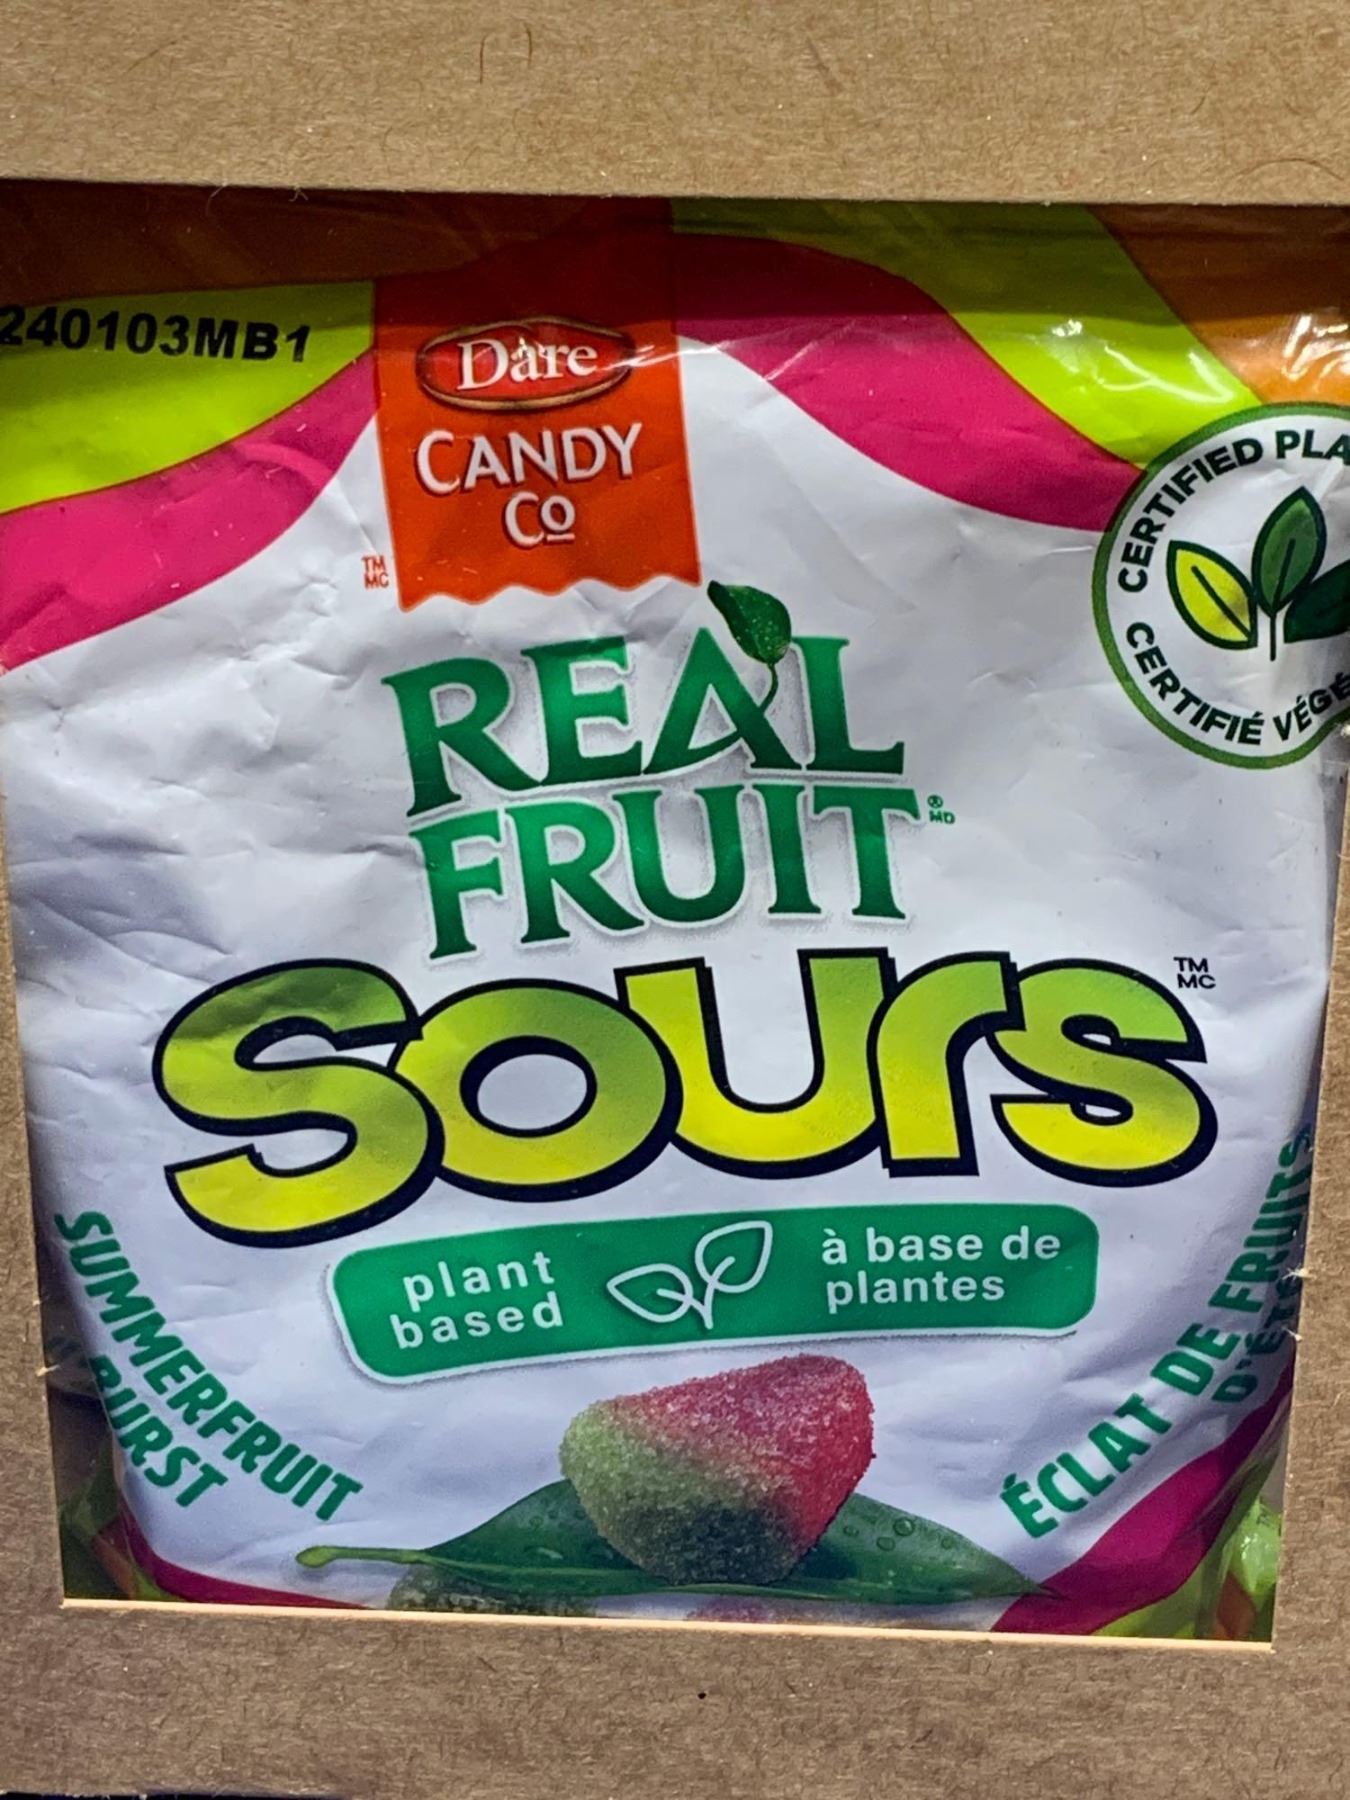 240103MB1
Dare
CANDY
Co
TM
MC
CERTIFIED
CERTIFIÉ
REAL
FRUIT
® MD
sours
TM
MC
plant
based
à base de
plantes
SUMMERFRUIT
BURST
ÉCLAT DE FRUITS